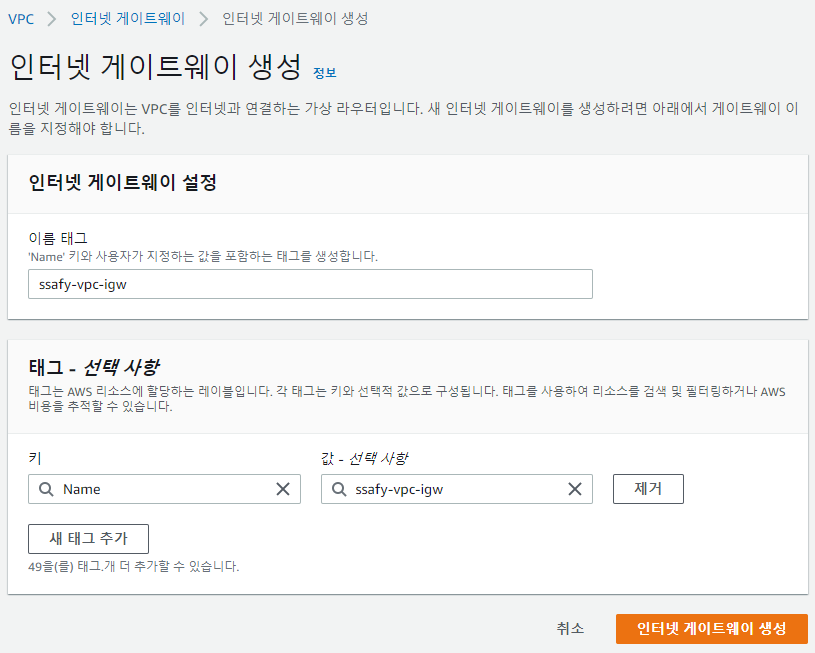 VPC > 인터넷 게이트웨이 > 인터넷 게이트웨이 생성
인터넷 게이트웨이 생성 정보
인터넷 게이트웨이는 VPC를 인터넷과 연결하는 가상 라우터입니다. 새 인터넷 게이트웨이를 생성하려면 아래에서 게이트웨이 이
름을 지정해야 합니다.
인터넷 게이트웨이 설정
이름 태그
'Name' 키와 사용자가 지정하는 값을 포함하는 태그를 생성합니다.
ssafy-vpc-igw
태그 - 선택 사항
태그는 AWS 리소스에 할당하는 레이블입니다. 각 태그는 키와 선택적 값으로 구성됩니다. 태그를 사용하여 리소스를 검색 및 필터링하거나 AWS
비용을 추적할 수 있습니다.
키 값 - 선택 사항
Name ssafy-vpc-igw 제거
새 태그 추가
49을(를) 태그.개 더 추가할 수 있습니다.
취소 인터넷 게이트웨이 생성